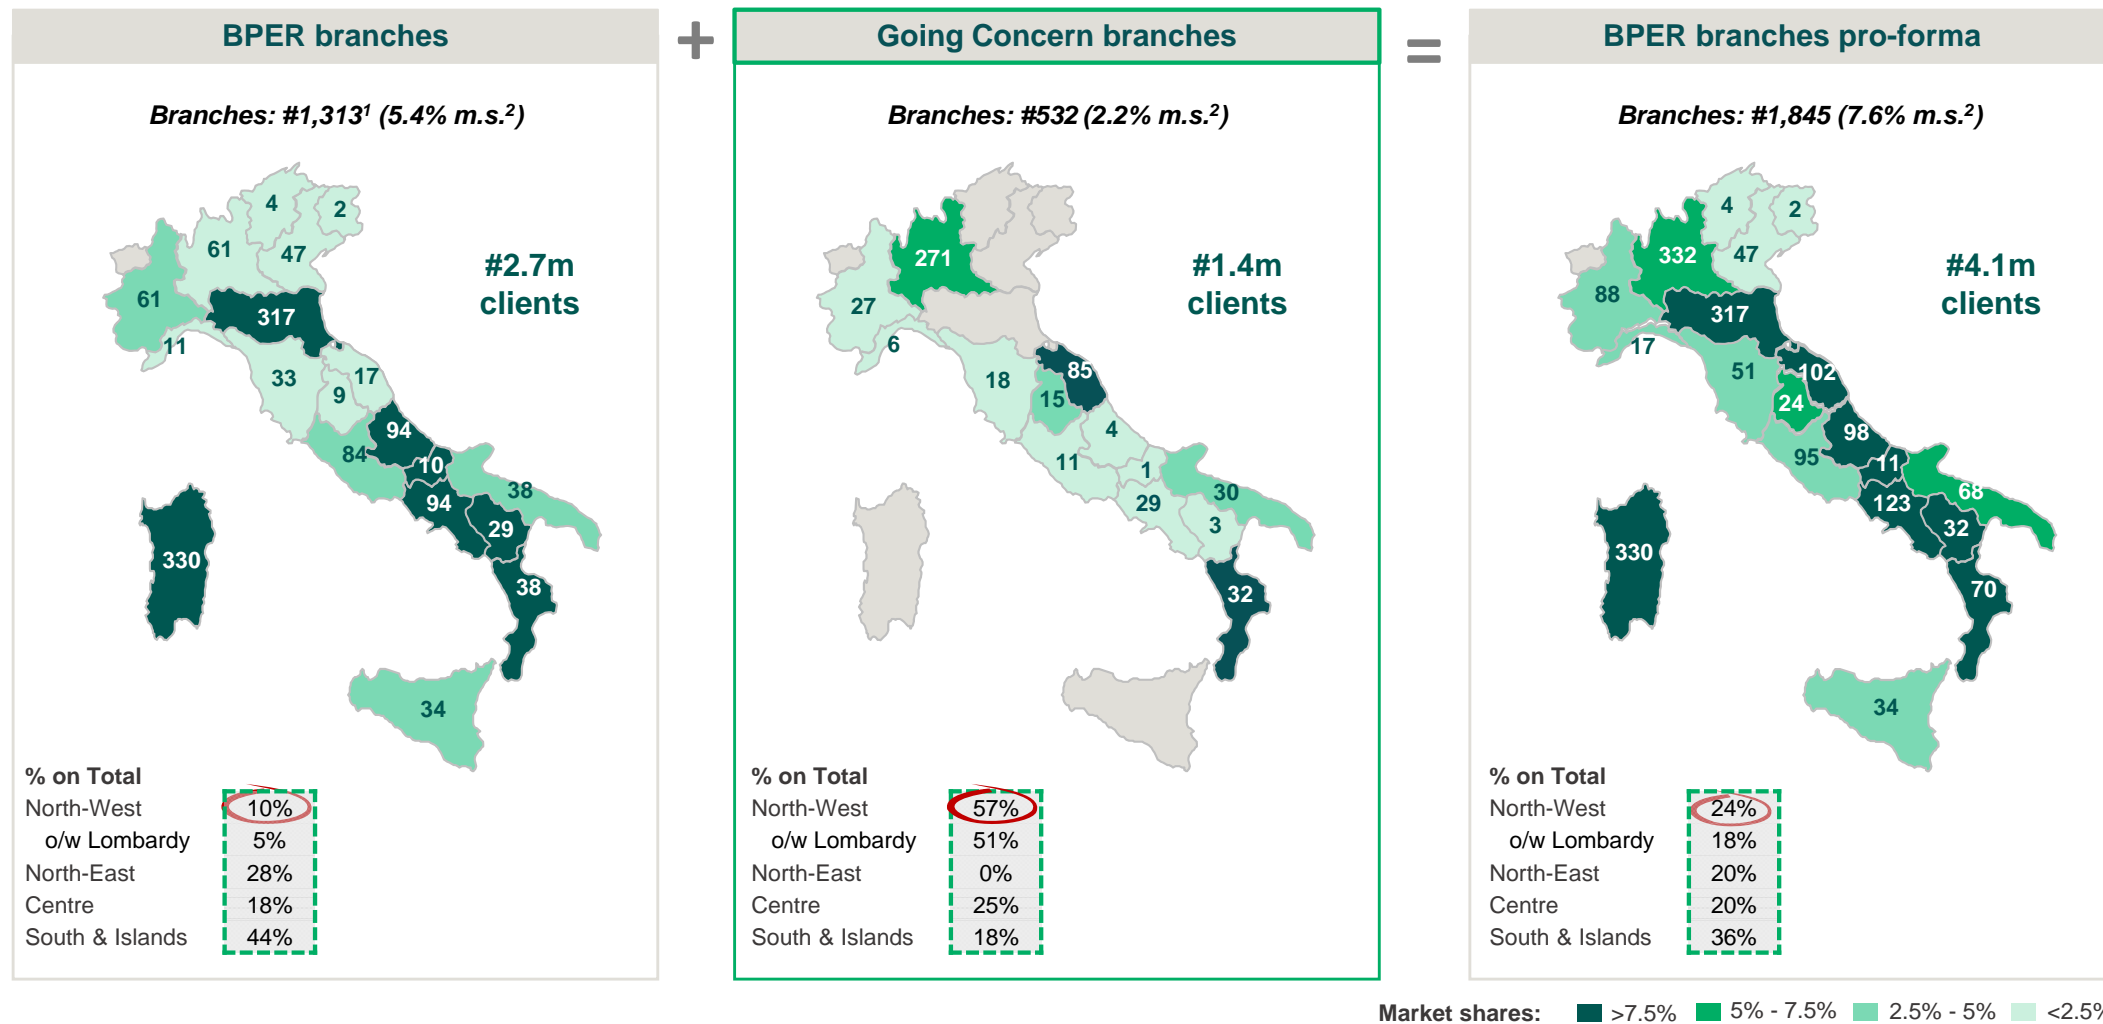 BPER branches
+
Going Concern branches
=
BPER branches pro-forma
Branches: #1,313¹ (5.4% m.s.²)
4
2
61
47
61
317
11
33
17
9
94
84
10
94
38
29
330
38
34
#2.7m
clients
% on Total
North-West 10%
o/w Lombardy 5%
North-East 28%
Centre 18%
South & Islands 44%
Branches: #532 (2.2% m.s.²)
271
27
6
18
85
15
4
11
1
30
29
3
32
#1.4m
clients
% on Total
North-West 57%
o/w Lombardy 51%
North-East 0%
Centre 25%
South & Islands 18%
Branches: #1,845 (7.6% m.s.²)
4
2
332
47
88
317
17
51
102
24
98
95
11
68
123
32
330
70
34
#4.1m
clients
% on Total
North-West 24%
o/w Lombardy 18%
North-East 20%
Centre 20%
South & Islands 36%
Market shares: >7.5% 5% - 7.5% 2.5% - 5% <2.5%